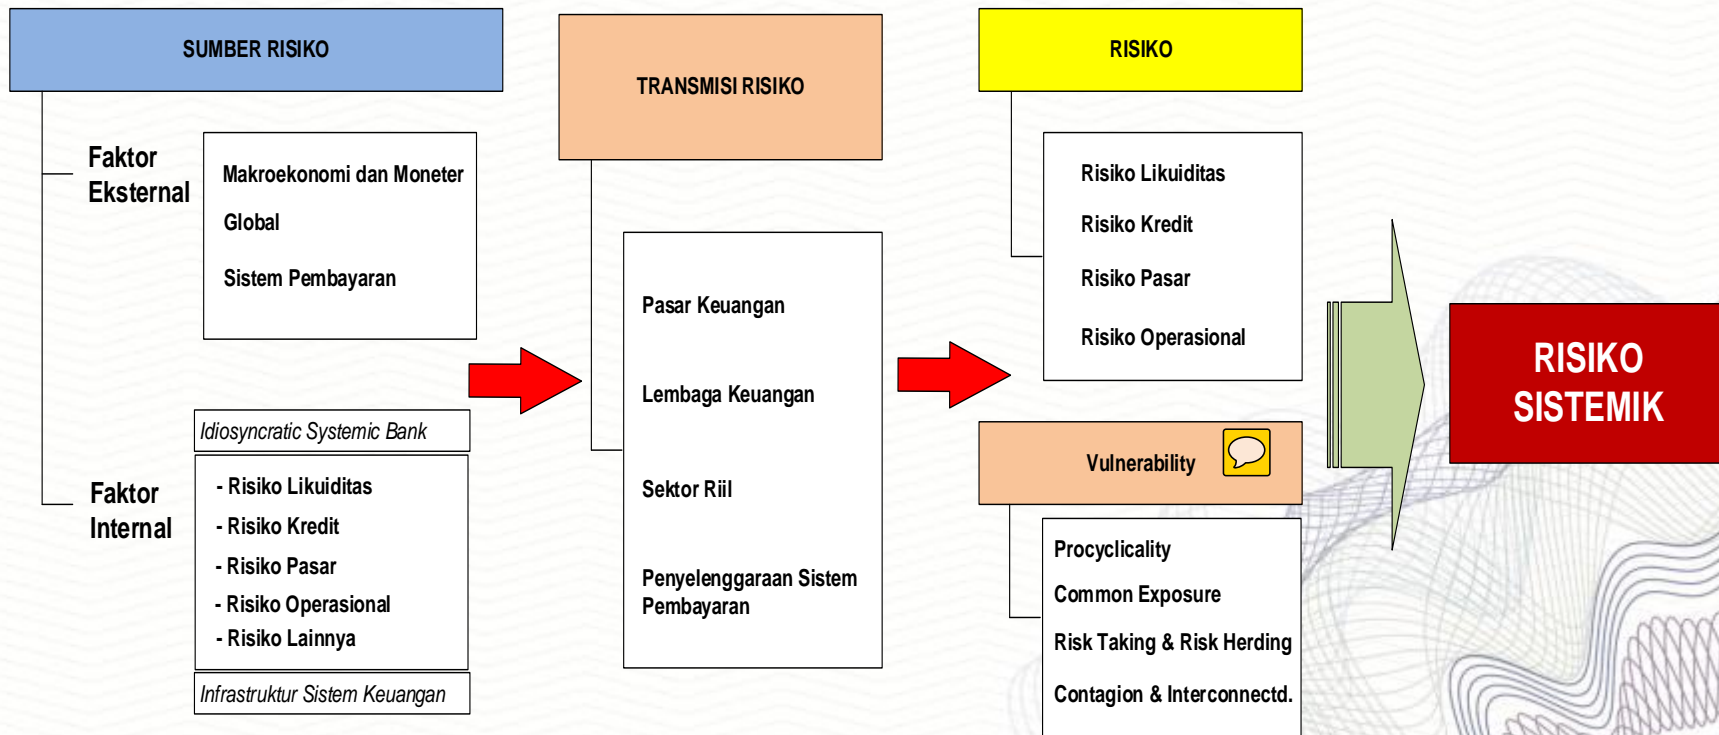 SUMBER RISIKO
Faktor
Eksternal
Makroekonomi dan Moneter
Global
Sistem Pembayaran
Faktor
Internal
Idiosyncratic Systemic Bank
- Risiko Likuiditas
- Risiko Kredit
- Risiko Pasar
- Risiko Operasional
- Risiko Lainnya
Infrastruktur Sistem Keuangan
TRANSMISI RISIKO
Pasar Keuangan
Lembaga Keuangan
Sektor Riil
Penyelenggaraan Sistem
Pembayaran
RISIKO
Risiko Likuiditas
Risiko Kredit
Risiko Pasar
Risiko Operasional
Vulnerability
Procyclicality
Common Exposure
Risk Taking & Risk Herding
Contagion & Interconnectd.
RISIKO
SISTEMIK